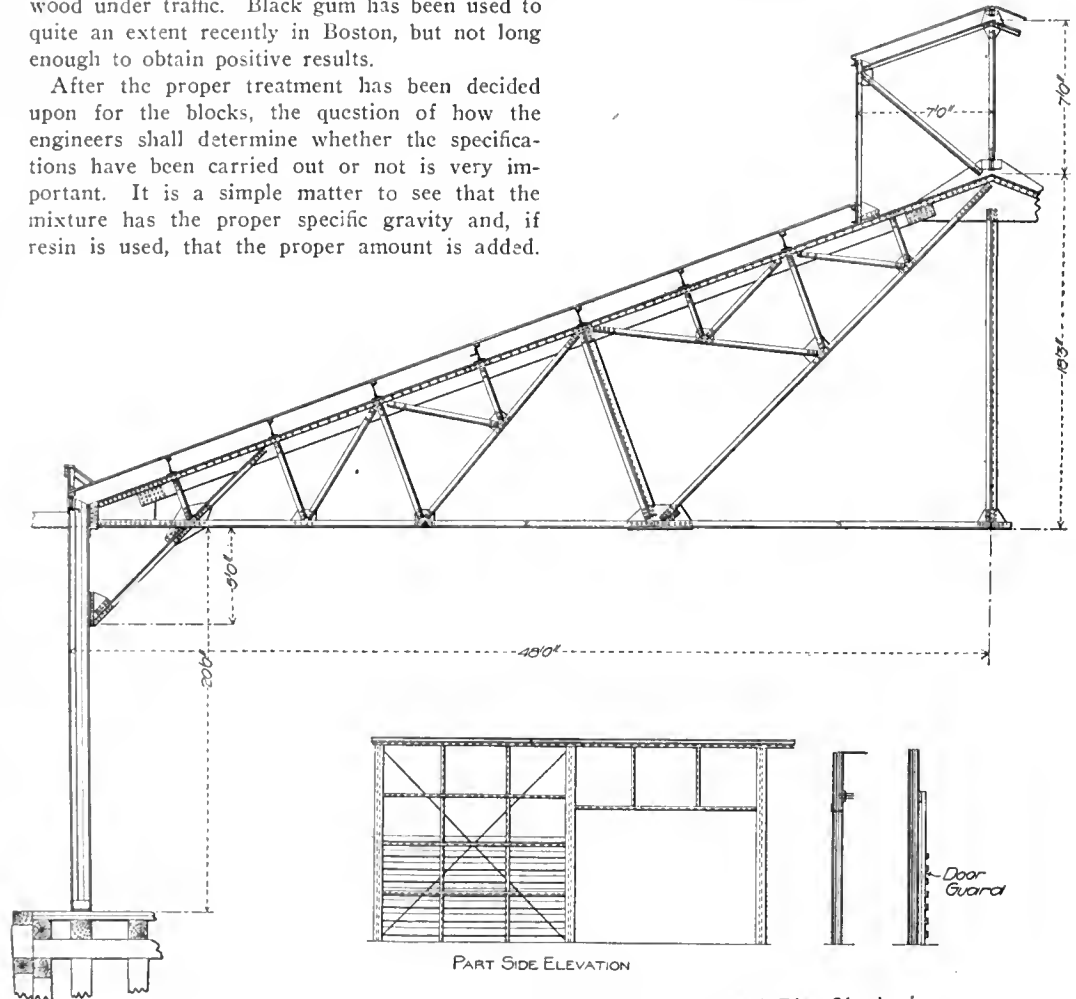 wood under traffic. Black gum has been used to
quite an extent recently in Boston, but not long
enough to obtain positive results.
After the proper treatment has been decided
upon for the blocks, the question of how the
engineers shall determine whether the specifica-
tions have been carried out or not is very im-
portant. It is a simple matter to see that the
mixture has the proper specific gravity and, if
resin is used, that the proper amount is added.
7'0"
7'0"
18'3"
5'0"
20'6"
48'0"
Door
Guard
PART SIDE ELEVATION